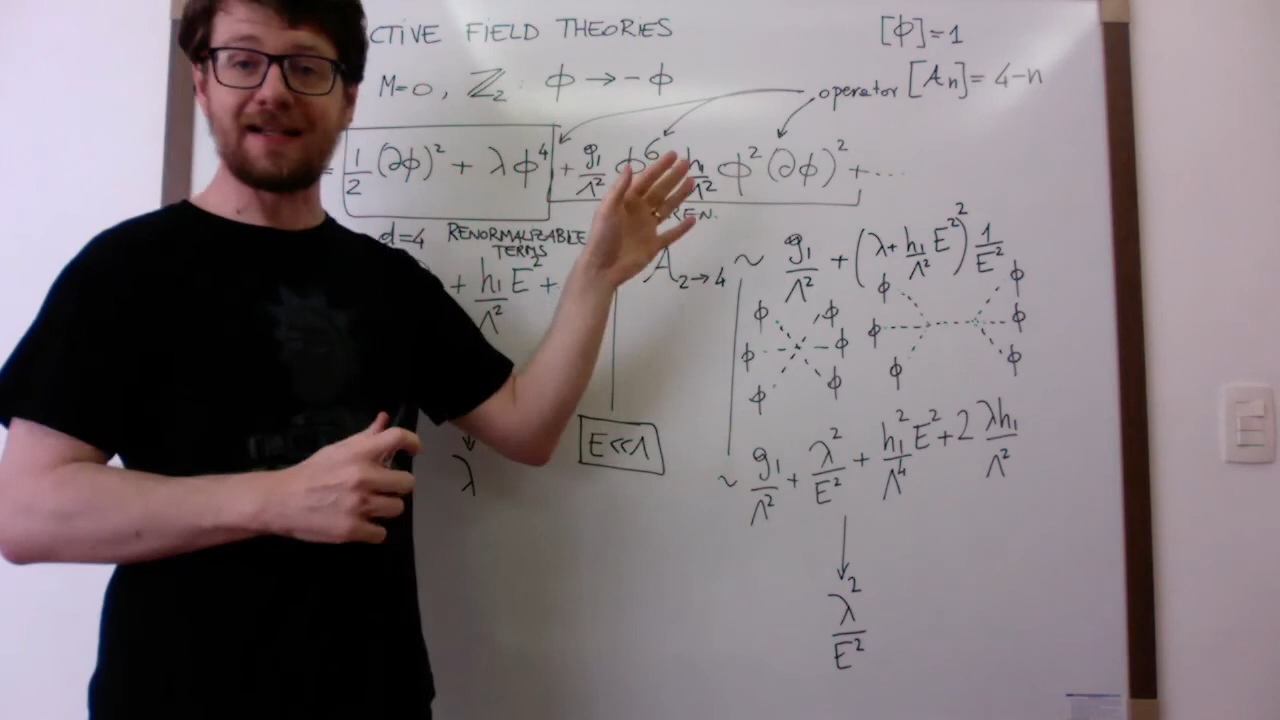 CTIVE FIELD THEORIES
[ϕ]=1
M=0, ℤ₂: ϕ → −ϕ
operator [𝒜ₙ]=4−n
= ½(∂ϕ)² + λϕ⁴ + g₁/Λ² ϕ⁶ h₁/Λ² ϕ²(∂ϕ)² + ....
REN.
d=4 RENORMALIZABLE TERMS
+ h₁/Λ² E² +
𝒜₂→₄ ~ g₁/Λ² + (λ + h₁/Λ² E²)² 1/E²
ϕ ϕ ϕ ϕ ϕ ϕ
ϕ ϕ ϕ ϕ ϕ ϕ
E<<Λ
λ
~ g₁/Λ² + λ²/E² + h₁²/Λ⁴ E² + 2 λh₁/Λ²
λ²/E²